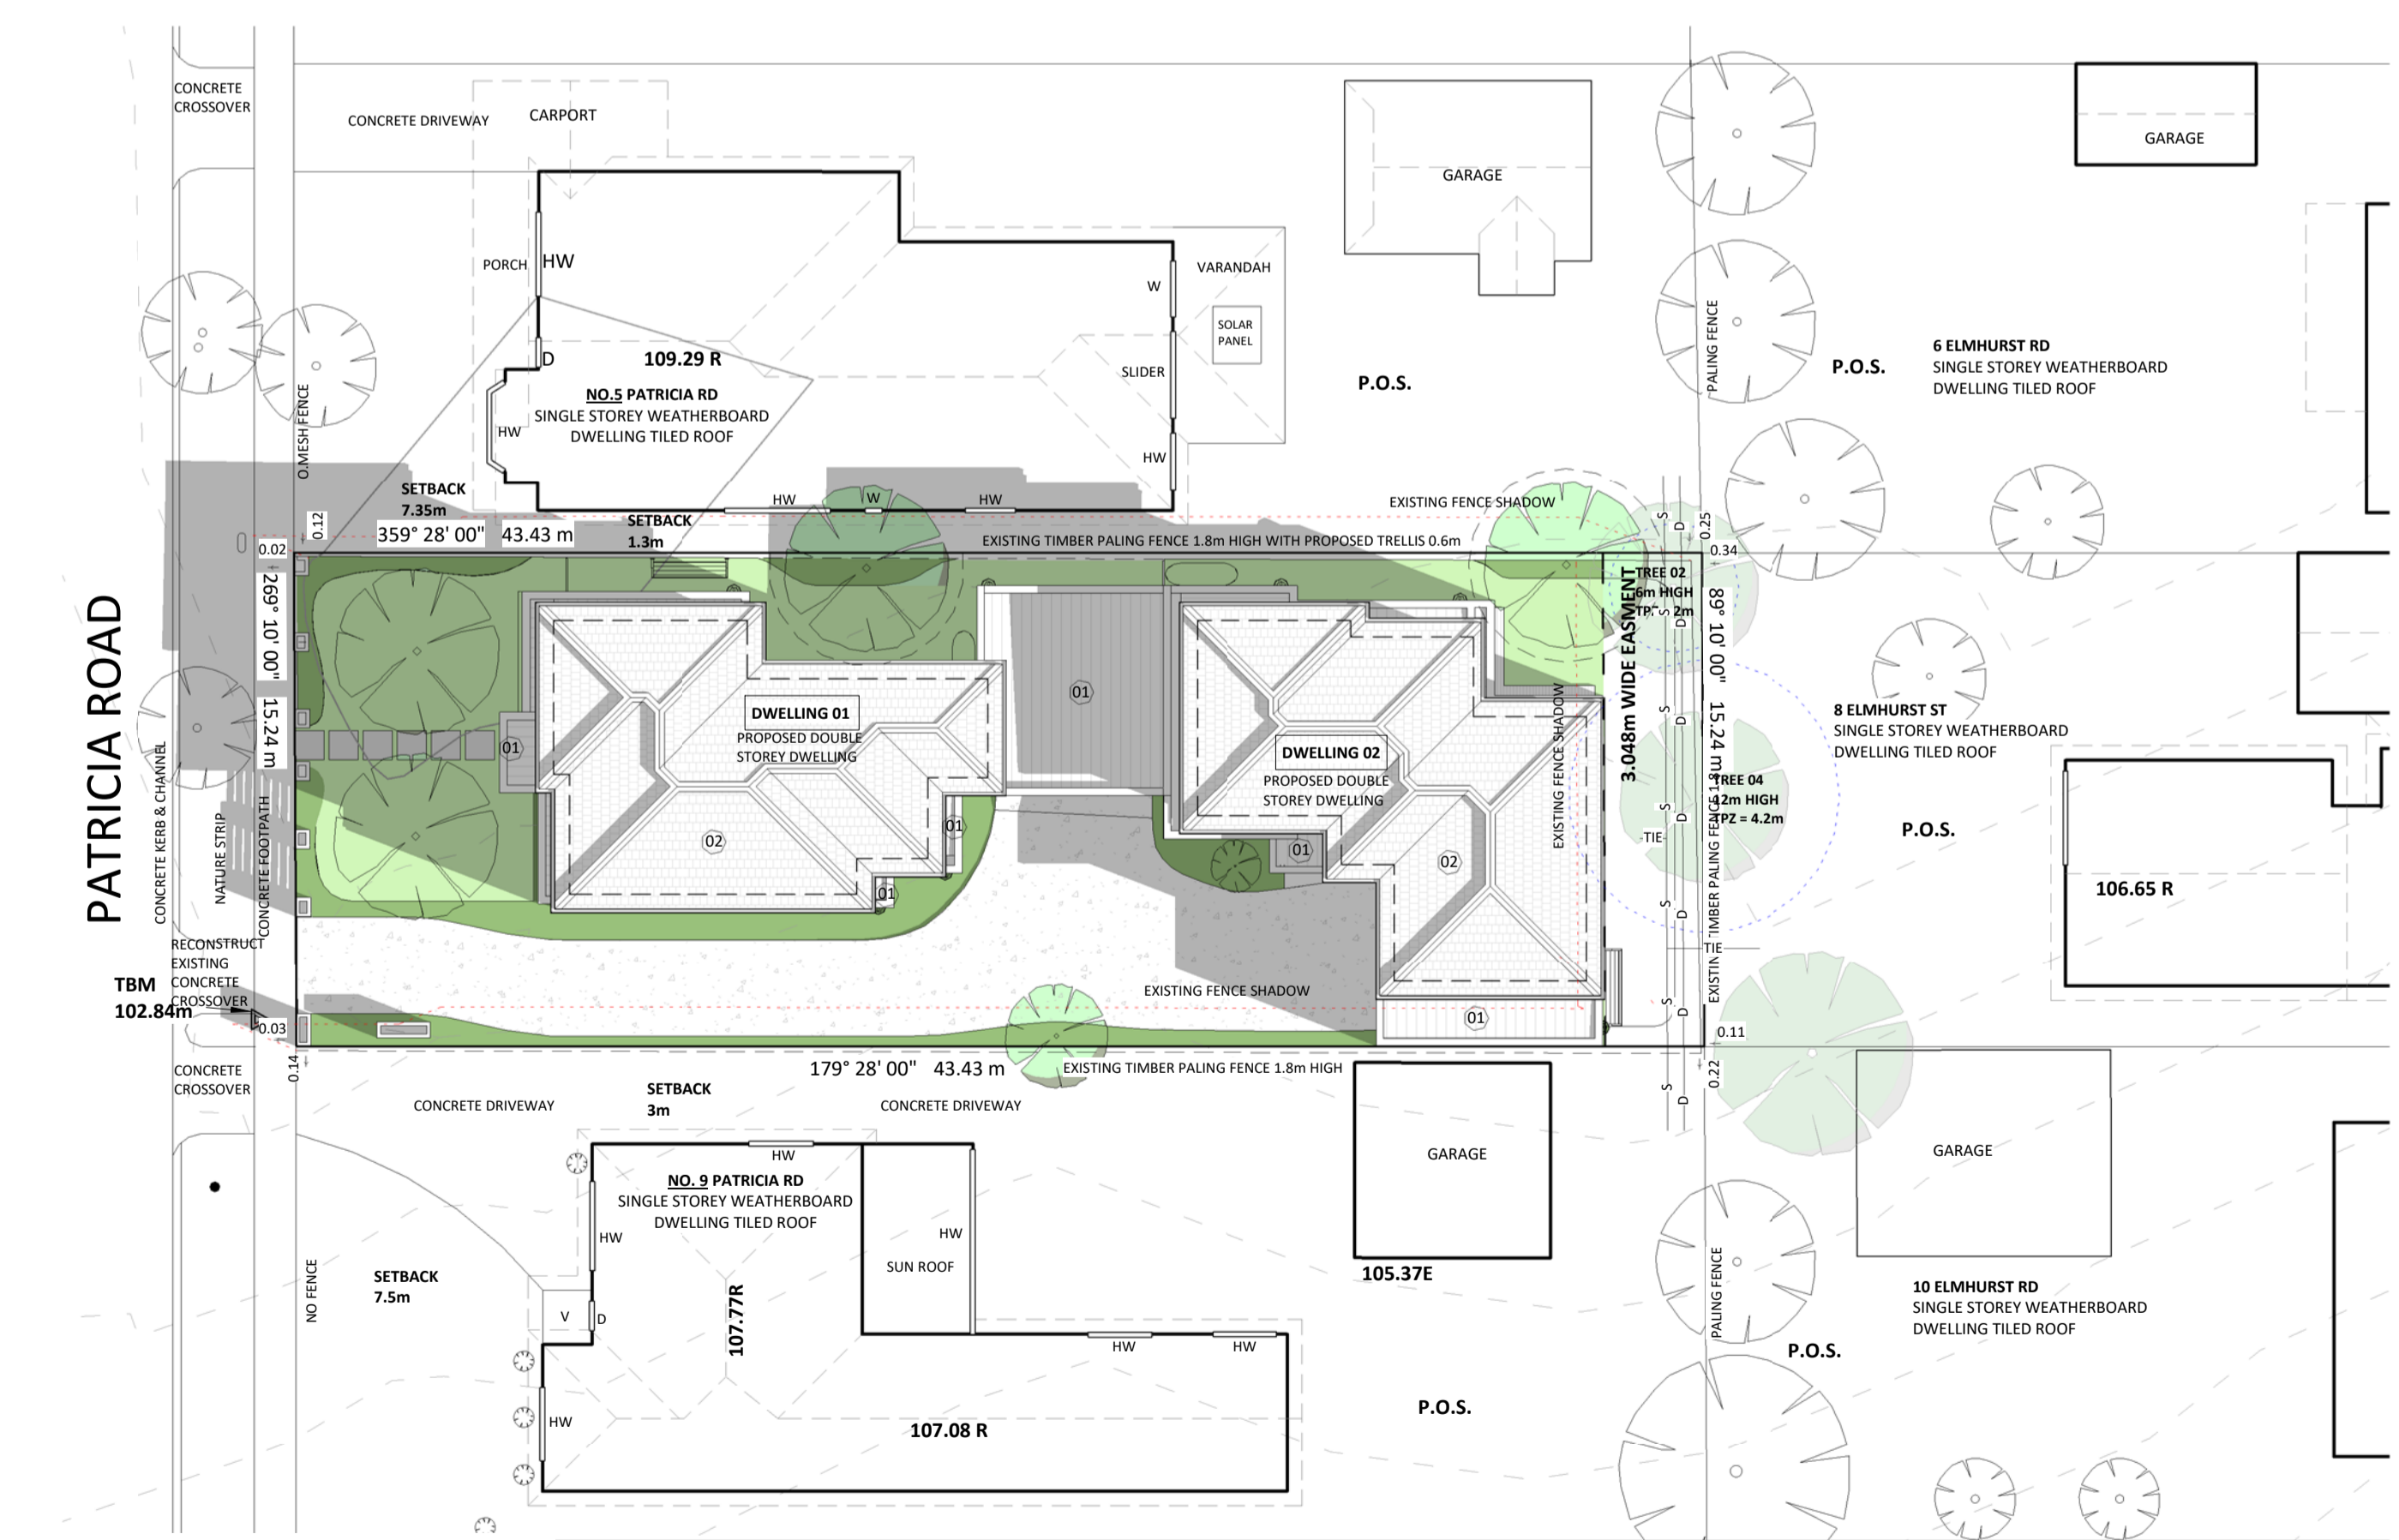 CONCRETE
CROSSOVER
CONCRETE DRIVEWAY
CARPORT
GARAGE
GARAGE
PORCH
HW
VARANDAH
W
SOLAR
PANEL
SLIDER
D
109.29 R
NO.5 PATRICIA RD
SINGLE STOREY WEATHERBOARD
DWELLING TILED ROOF
HW
HW
P.O.S.
PALING FENCE
P.O.S.
6 ELMHURST RD
SINGLE STOREY WEATHERBOARD
DWELLING TILED ROOF
O.MESH FENCE
SETBACK
7.35m
HW
W
HW
EXISTING FENCE SHADOW
0.12
359° 28' 00" 43.43 m
SETBACK
1.3m
EXISTING TIMBER PALING FENCE 1.8m HIGH WITH PROPOSED TRELLIS 0.6m
S
D
0.25
0.02
0.34
269° 10' 00" 15.24 m
TREE 02
6m HIGH
3.048m WIDE EASMENT
89° 10' 00" 15.24 m
S
D
PATRICIA ROAD
CONCRETE KERB & CHANNEL
NATURE STRIP
CONCRETE FOOTPATH
01
DWELLING 01
PROPOSED DOUBLE
STOREY DWELLING
01
DWELLING 02
PROPOSED DOUBLE
STOREY DWELLING
EXISTING FENCE SHADOW
S
D
8 ELMHURST ST
SINGLE STOREY WEATHERBOARD
DWELLING TILED ROOF
TREE 04
12m HIGH
TPZ = 4.2m
S
D
TIE
P.O.S.
02
01
01
01
02
106.65 R
S
D
TIE
RECONSTRUCT
EXISTING
CONCRETE
CROSSOVER
TBM
102.84m
EXISTING FENCE SHADOW
01
S
D
0.03
0.11
0.14
179° 28' 00" 43.43 m
EXISTING TIMBER PALING FENCE 1.8m HIGH
0.22
S
D
CONCRETE
CROSSOVER
CONCRETE DRIVEWAY
SETBACK
3m
CONCRETE DRIVEWAY
HW
GARAGE
GARAGE
NO. 9 PATRICIA RD
SINGLE STOREY WEATHERBOARD
DWELLING TILED ROOF
HW
HW
SUN ROOF
105.37E
NO FENCE
SETBACK
7.5m
V
D
107.77R
HW
HW
PALING FENCE
10 ELMHURST RD
SINGLE STOREY WEATHERBOARD
DWELLING TILED ROOF
P.O.S.
HW
107.08 R
P.O.S.